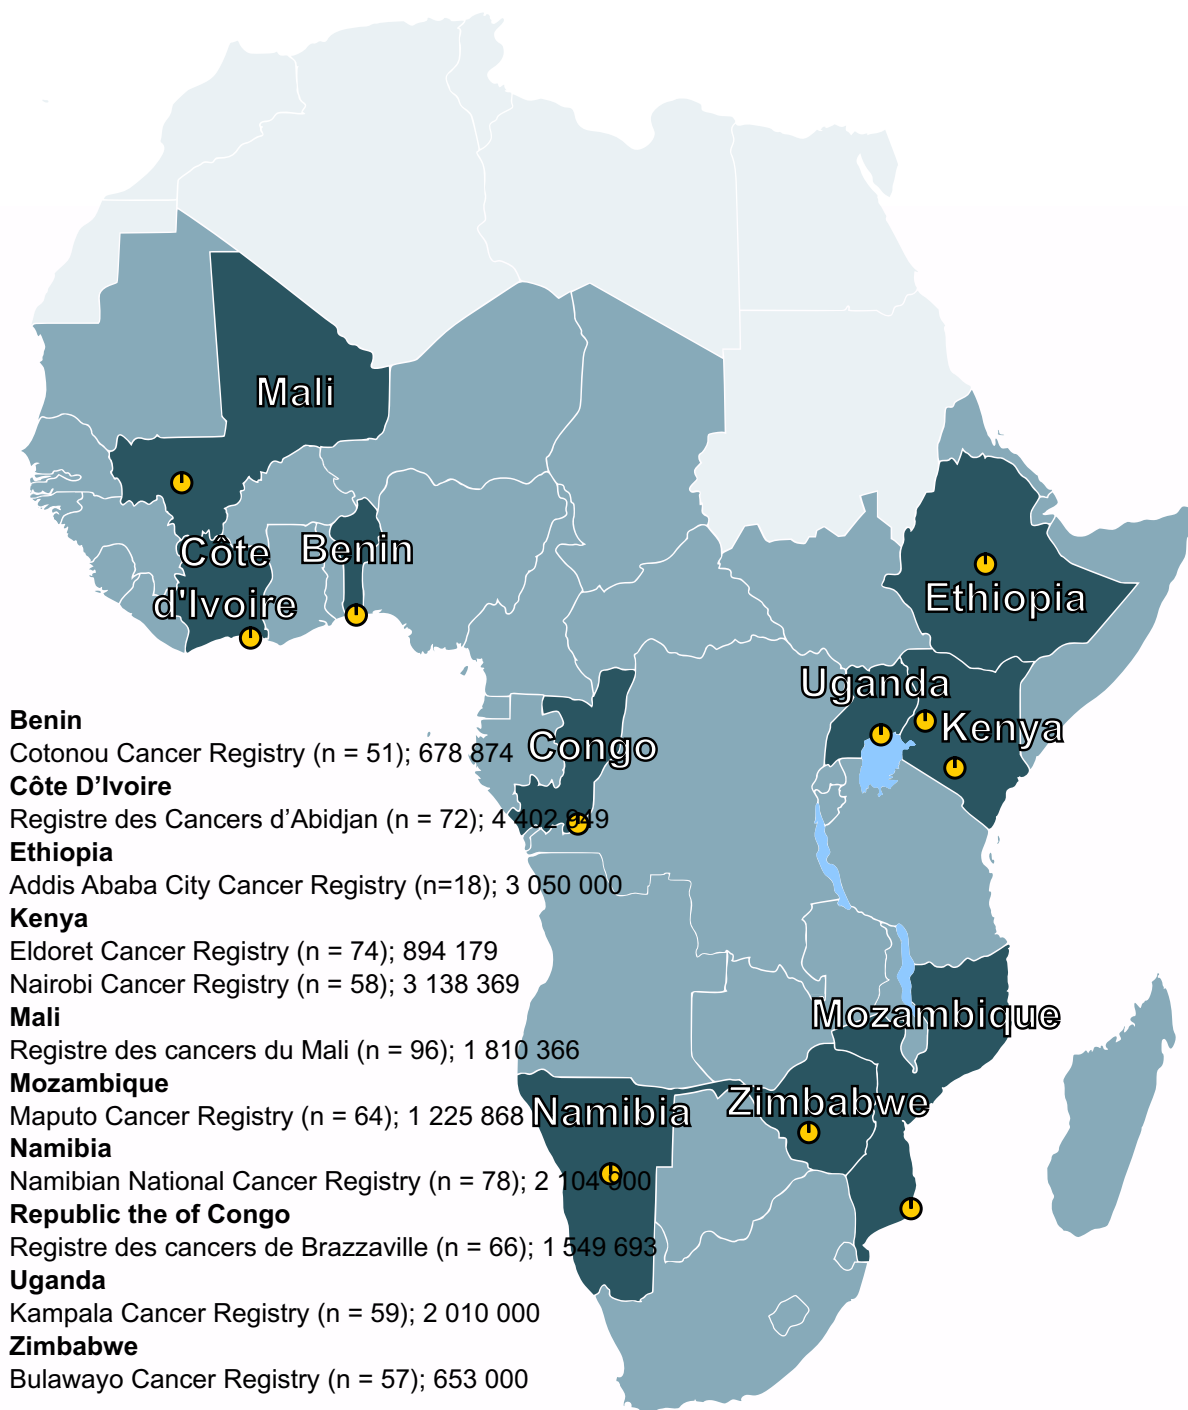 Mali
Côte
d'Ivoire
Benin
Ethiopia
Uganda
Kenya
Congo
Mozambique
Zimbabwe
Namibia
Benin
Cotonou Cancer Registry (n = 51); 678 874
Côte D’Ivoire
Registre des Cancers d’Abidjan (n = 72); 4 402 949
Ethiopia
Addis Ababa City Cancer Registry (n=18); 3 050 000
Kenya
Eldoret Cancer Registry (n = 74); 894 179
Nairobi Cancer Registry (n = 58); 3 138 369
Mali
Registre des cancers du Mali (n = 96); 1 810 366
Mozambique
Maputo Cancer Registry (n = 64); 1 225 868
Namibia
Namibian National Cancer Registry (n = 78); 2 104 900
Republic the of Congo
Registre des cancers de Brazzaville (n = 66); 1 549 693
Uganda
Kampala Cancer Registry (n = 59); 2 010 000
Zimbabwe
Bulawayo Cancer Registry (n = 57); 653 000